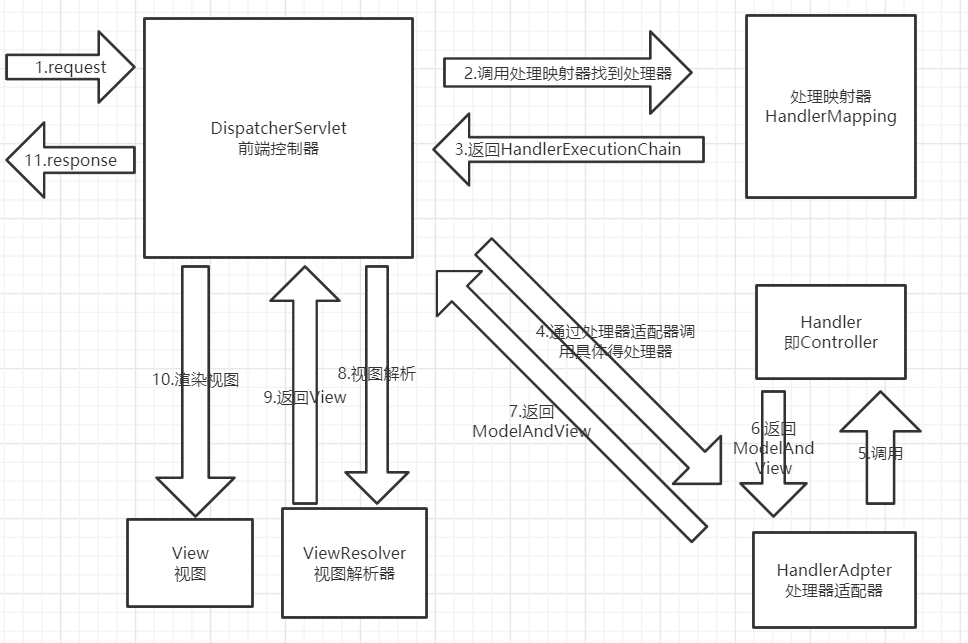 1.request
11.response
DispatcherServlet
前端控制器
2.调用处理映射器找到处理器
3.返回HandlerExecutionChain
处理映射器
HandlerMapping
4.通过处理器适配器调
用具体得处理器
Handler
即Controller
10.渲染视图
9.返回View
8.视图解析
7.返回
ModelAndView
6.返回
ModelAnd
View
5.调用
View
视图
ViewResolver
视图解析器
HandlerAdpter
处理器适配器